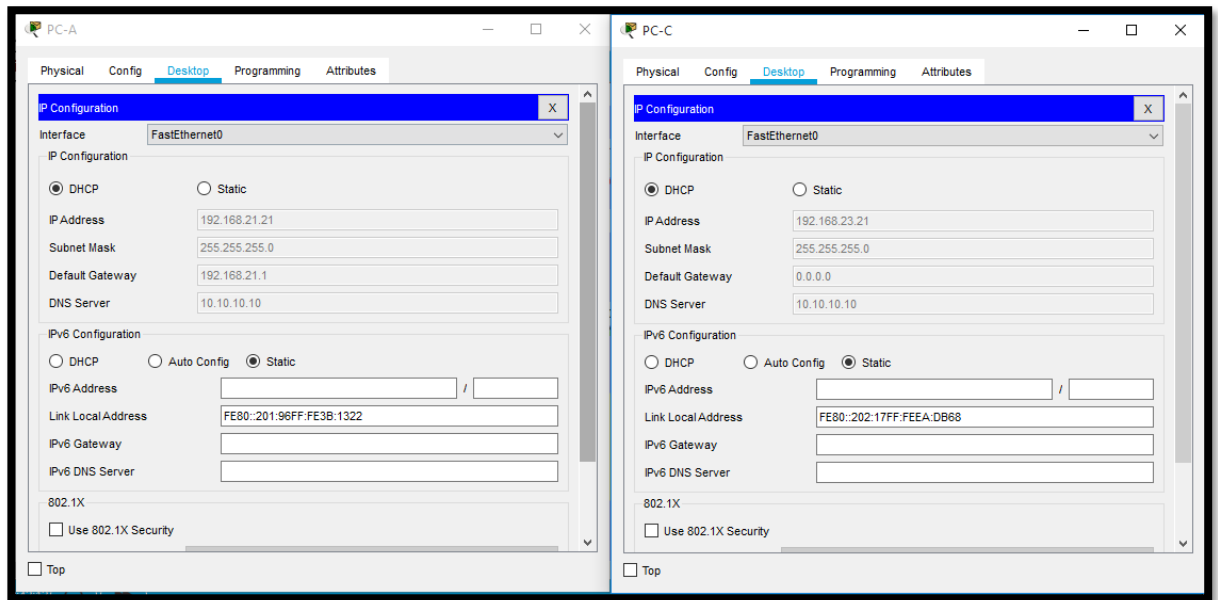 PC-A
Physical Config Desktop Programming Attributes
IP Configuration X
Interface FastEthernet0
IP Configuration
DHCP Static
IP Address 192.168.21.21
Subnet Mask 255.255.255.0
Default Gateway 192.168.21.1
DNS Server 10.10.10.10
IPv6 Configuration
DHCP Auto Config Static
IPv6 Address /
Link Local Address FE80::201:96FF:FE3B:1322
IPv6 Gateway
IPv6 DNS Server
802.1X
Use 802.1X Security
Top
PC-C
Physical Config Desktop Programming Attributes
IP Configuration X
Interface FastEthernet0
IP Configuration
DHCP Static
IP Address 192.168.23.21
Subnet Mask 255.255.255.0
Default Gateway 0.0.0.0
DNS Server 10.10.10.10
IPv6 Configuration
DHCP Auto Config Static
IPv6 Address /
Link Local Address FE80::202:17FF:FEEA:DB68
IPv6 Gateway
IPv6 DNS Server
802.1X
Use 802.1X Security
Top